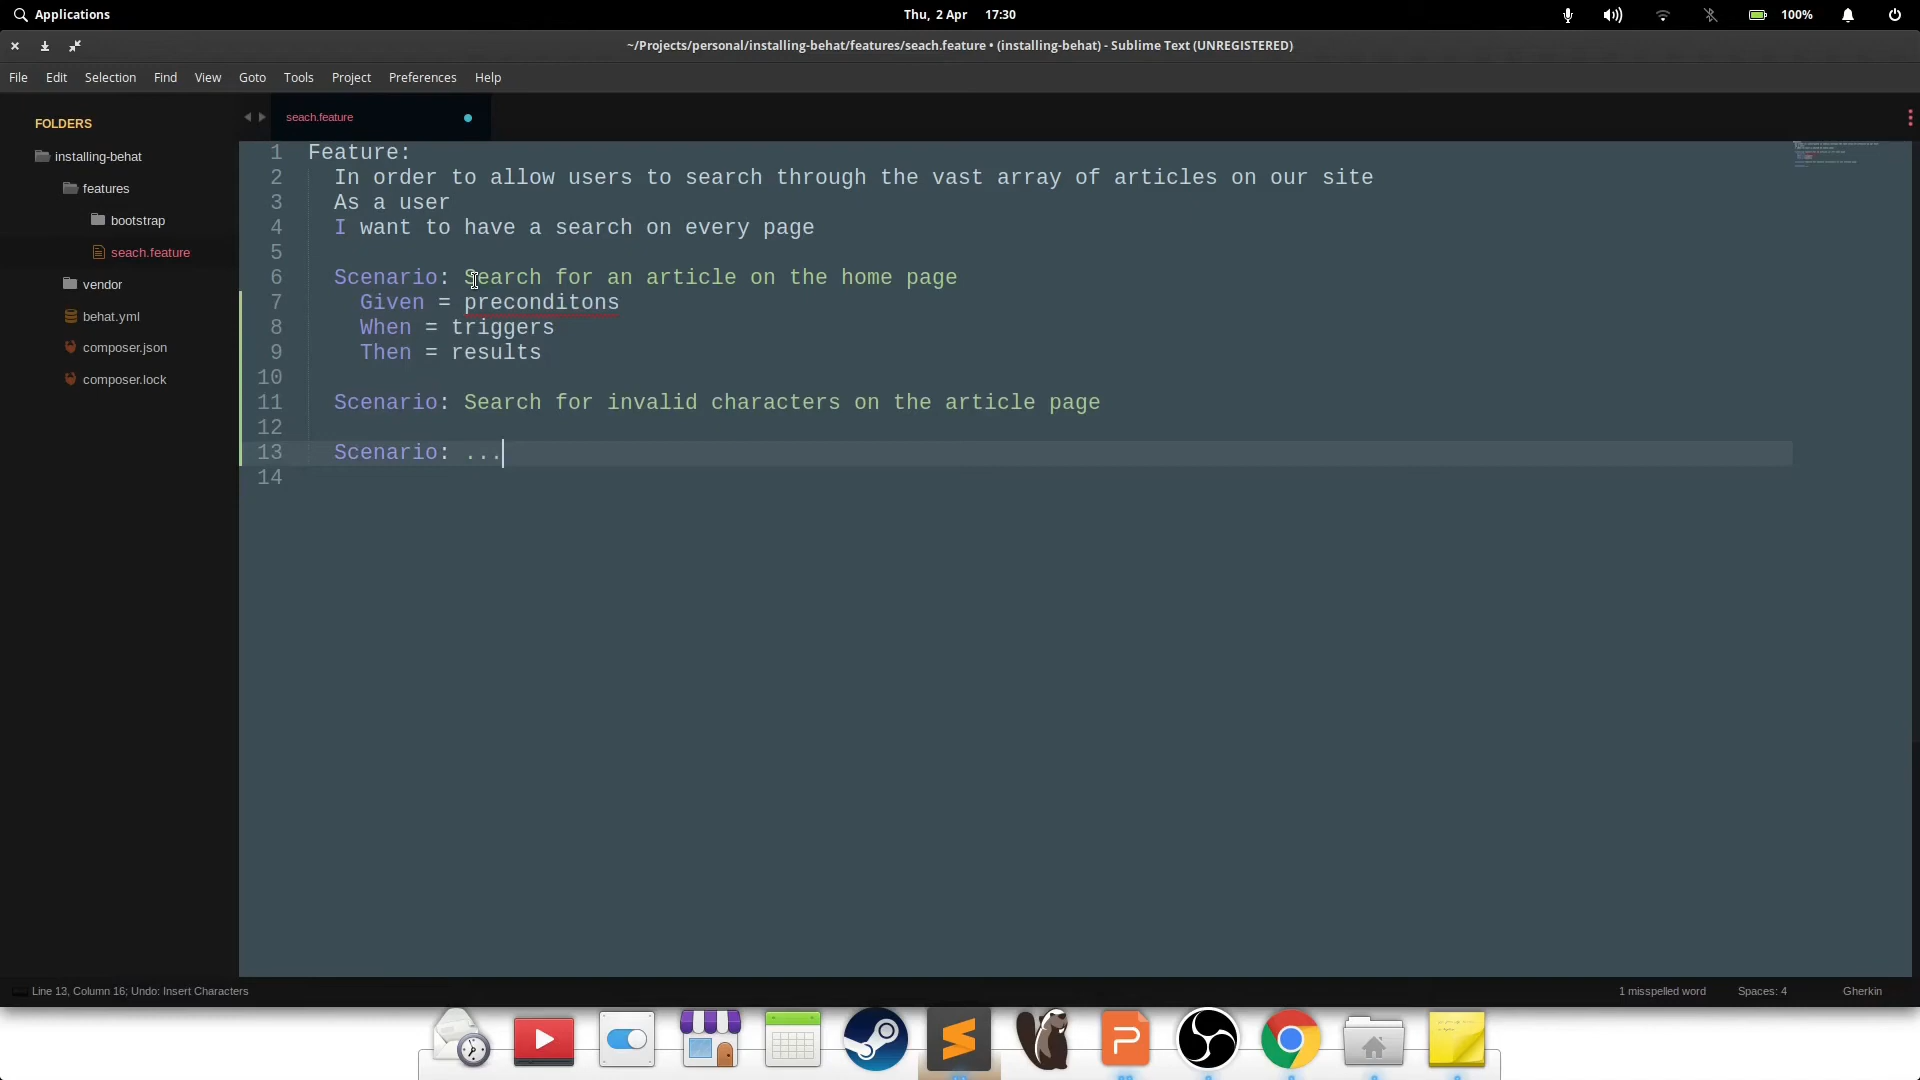 Applications
Thu, 2 Apr 17:30
100%
~/Projects/personal/installing-behat/features/seach.feature • (installing-behat) - Sublime Text (UNREGISTERED)
File Edit Selection View Find Goto Tools Project Preferences Help
FOLDERS
installing-behat
features
bootstrap
seach.feature
vendor
behat.yml
composer.json
composer.lock
seach.feature
1 Feature:
2 In order to allow users to search through the vast array of articles on our site
3 As a user
4 I want to have a search on every page
5
6 Scenario: Search for an article on the home page
7 Given = preconditons
8 When = triggers
9 Then = results
10
11 Scenario: Search for invalid characters on the article page
12
13 Scenario: ...
14
Line 13, Column 16; Undo: Insert Characters
1 misspelled word
Spaces: 4
Gherkin